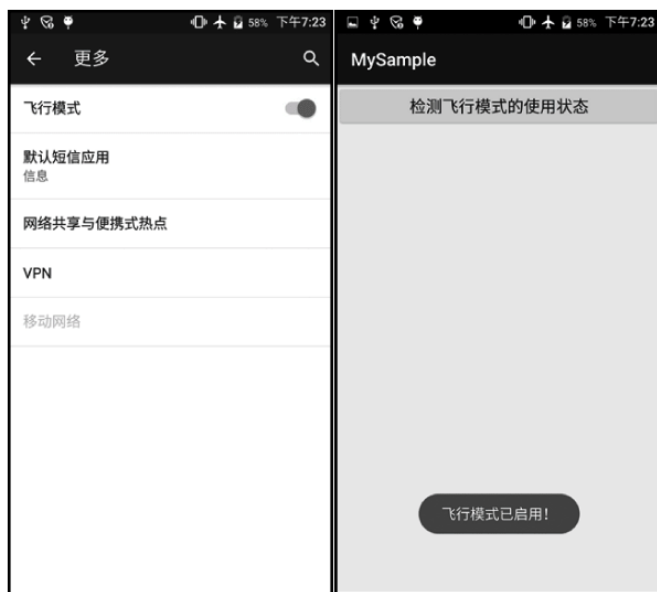 58% 下午7:23
更多
飞行模式
默认短信应用
信息
网络共享与便携式热点
VPN
移动网络
58% 下午7:23
MySample
检测飞行模式的使用状态
飞行模式已启用!